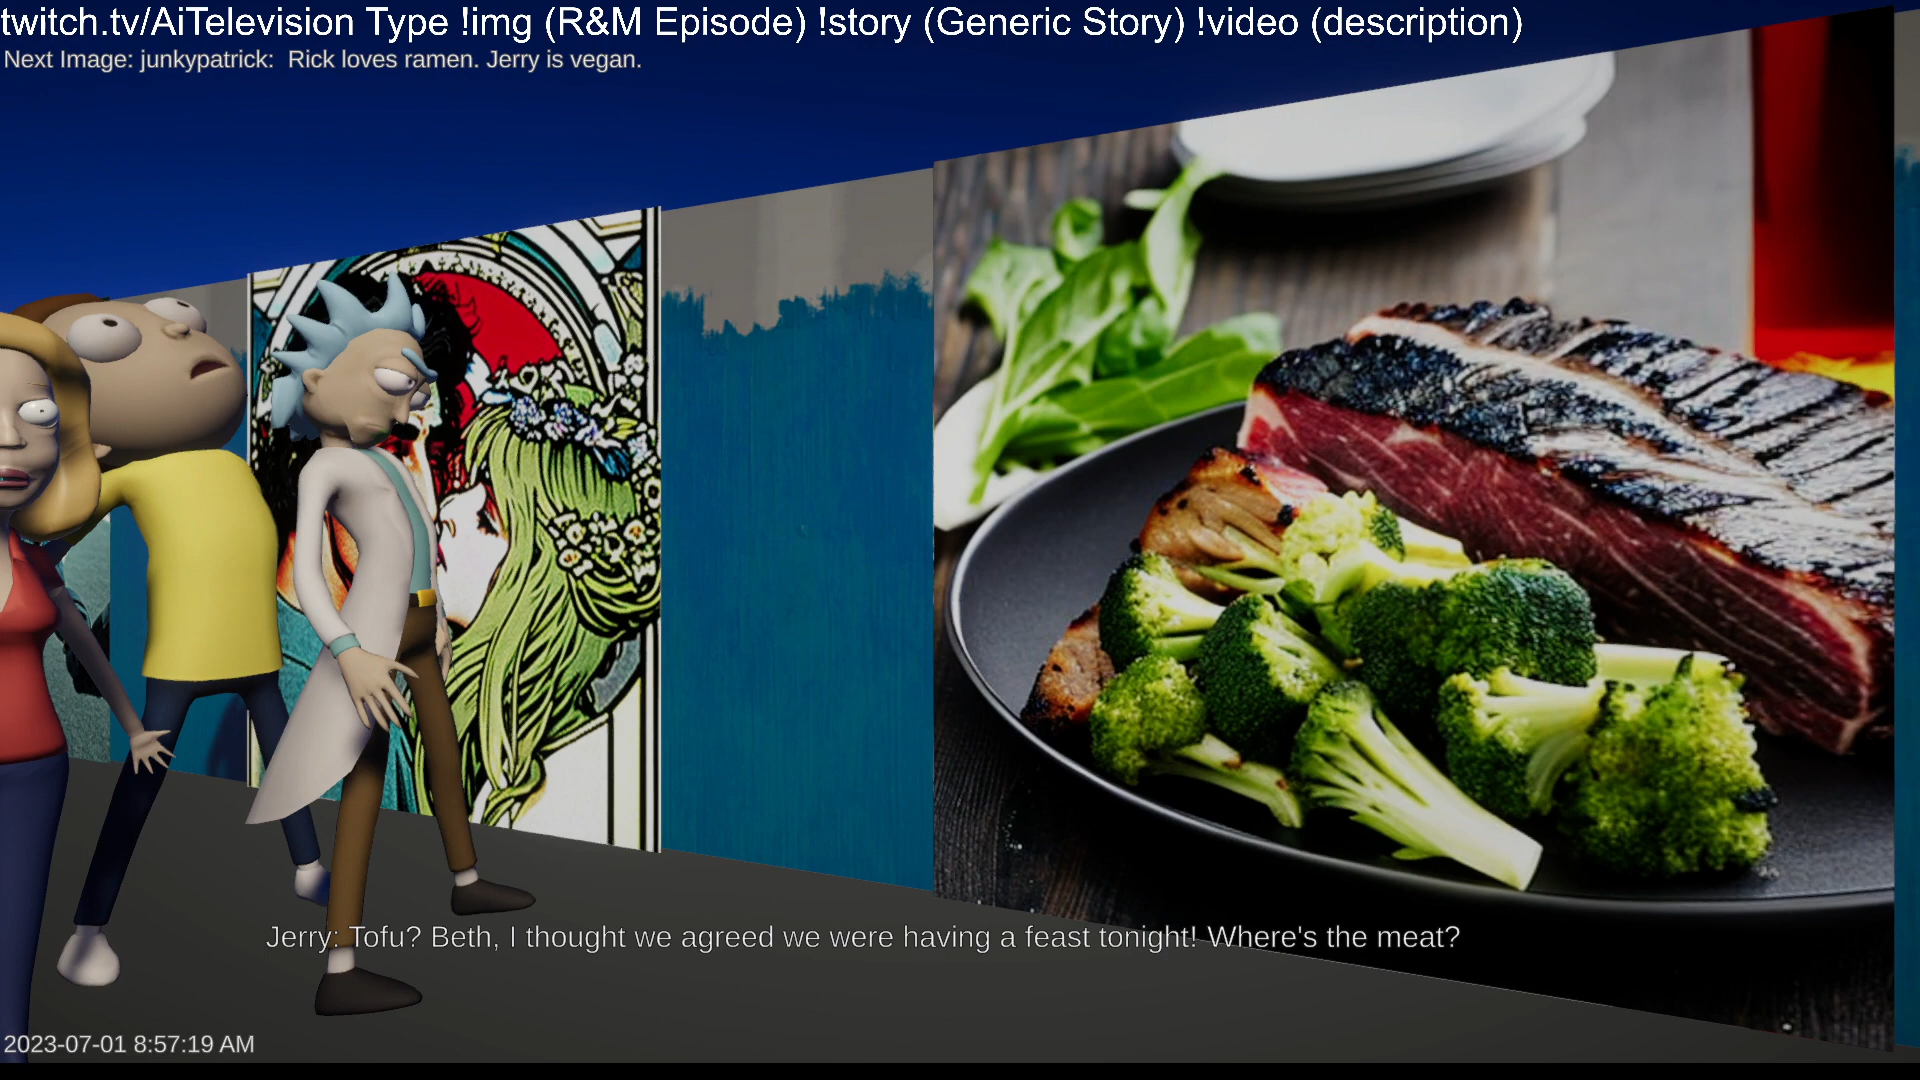 twitch.tv/AiTelevision Type !img (R&M Episode) !story (Generic Story) !video (description)
Next Image: junkypatrick:  Rick loves ramen. Jerry is vegan.
Jerry: Tofu? Beth, I thought we agreed we were having a feast tonight! Where's the meat?
2023-07-01 8:57:19 AM